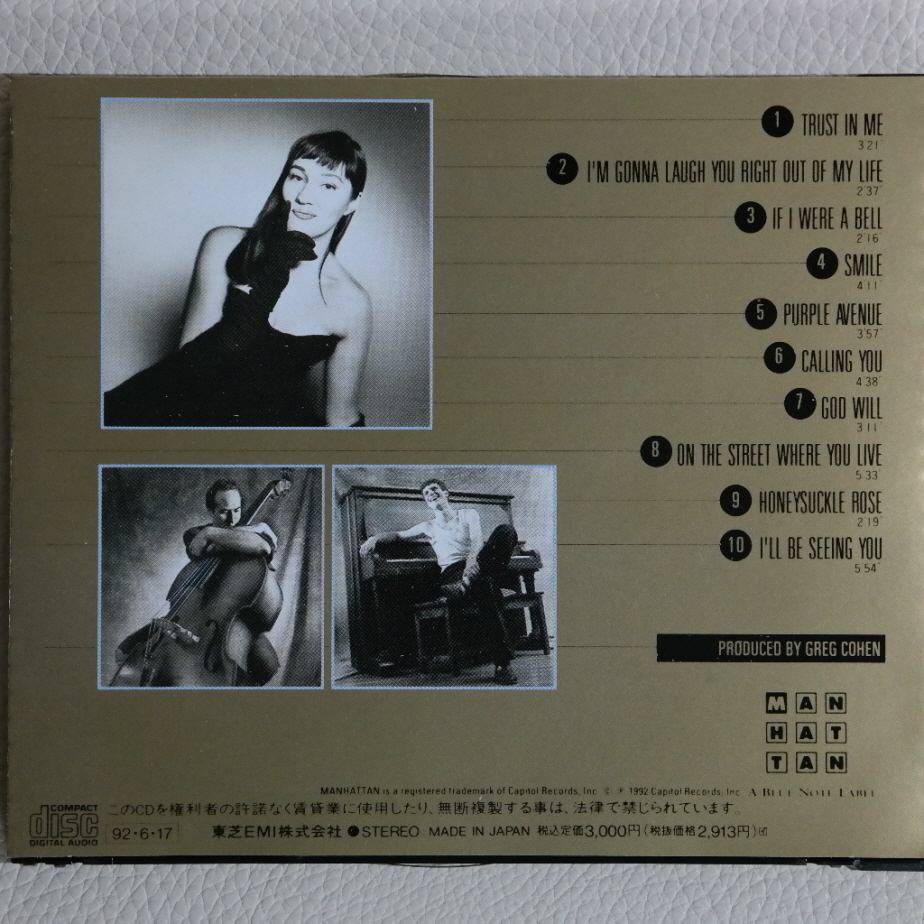 1 TRUST IN ME
3'21"
2 I'M GONNA LAUGH YOU RIGHT OUT OF MY LIFE
2'37"
3 IF I WERE A BELL
2'16"
4 SMILE
4'11"
5 PURPLE AVENUE
3'57"
6 CALLING YOU
4'38"
7 GOD WILL
3'11"
8 ON THE STREET WHERE YOU LIVE
5'33"
9 HONEYSUCKLE ROSE
2'19"
10 I'LL BE SEEING YOU
5'54"
PRODUCED BY GREG COHEN
MAN
HAT
TAN
MANHATTAN is a registered trademark of Capitol Records, Inc. © ℗ 1992 Capitol Records, Inc. A BLUE NOTE LABEL
COMPACT
disc
DIGITAL AUDIO
このCDを権利者の許諾なく賃貸業に使用したり、無断複製する事は、法律で禁じられています。
92・6・17 東芝EMI株式会社 STEREO MADE IN JAPAN 税込定価3,000円(税抜価格2,913円)